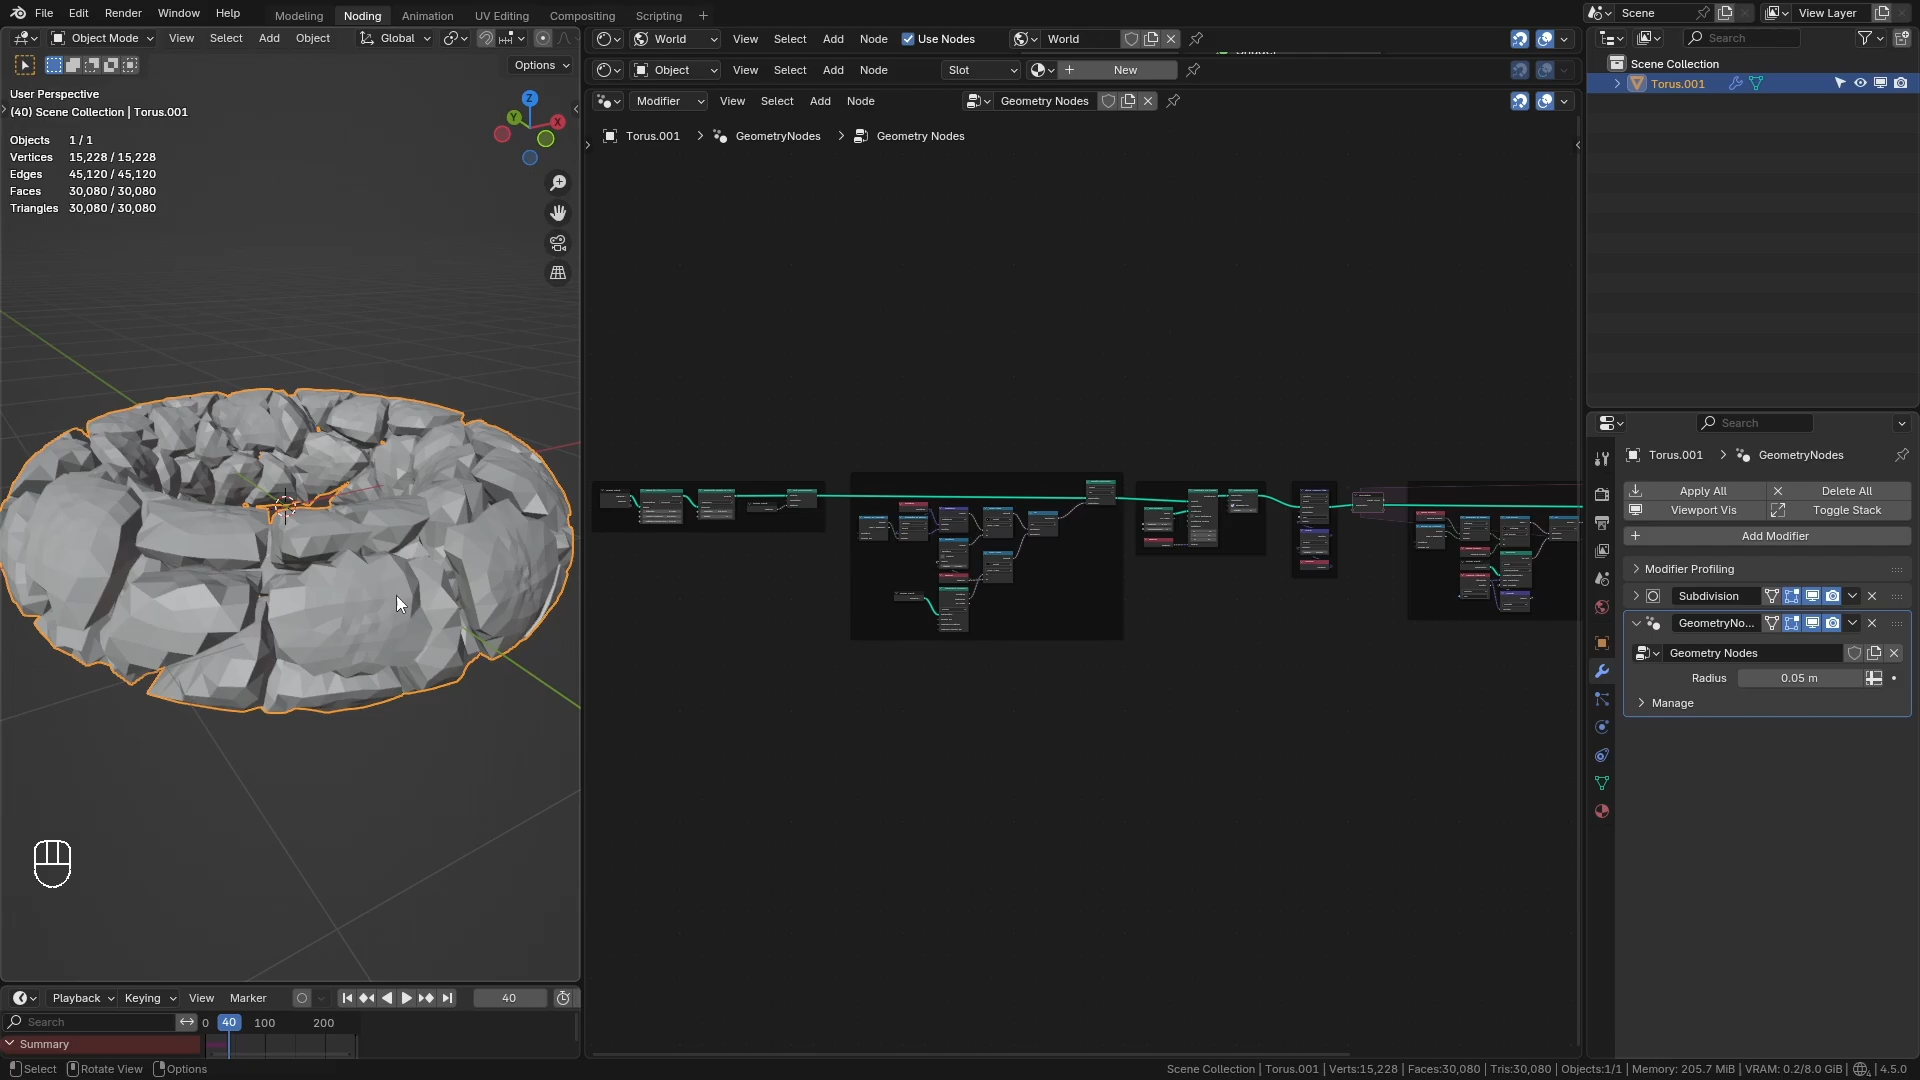 File Edit Render Window Help Modeling Noding Animation UV Editing Compositing Scripting + Scene View Layer
Object Mode View Select Add Object Global
Options
User Perspective
(40) Scene Collection | Torus.001
Objects 1 / 1
Vertices 15,228 / 15,228
Edges 45,120 / 45,120
Faces 30,080 / 30,080
Triangles 30,080 / 30,080
Z
Y
X
World View Select Add Node Use Nodes World
Object View Select Add Node Slot New
Modifier View Select Add Node Geometry Nodes
Torus.001 > GeometryNodes > Geometry Nodes
Search
Scene Collection
Torus.001
Search
Torus.001 > GeometryNodes
Apply All Delete All
Viewport Vis Toggle Stack
Add Modifier
Modifier Profiling
Subdivision
GeometryNo...
Geometry Nodes
Radius 0.05 m
Manage
Playback Keying View Marker 40
Search 0 40 100 200
Summary
Select Rotate View Options
Scene Collection | Torus.001 | Verts:15,228 | Faces:30,080 | Tris:30,080 | Objects:1/1 | Memory: 205.7 MiB | VRAM: 0.2/8.0 GiB | 4.5.0